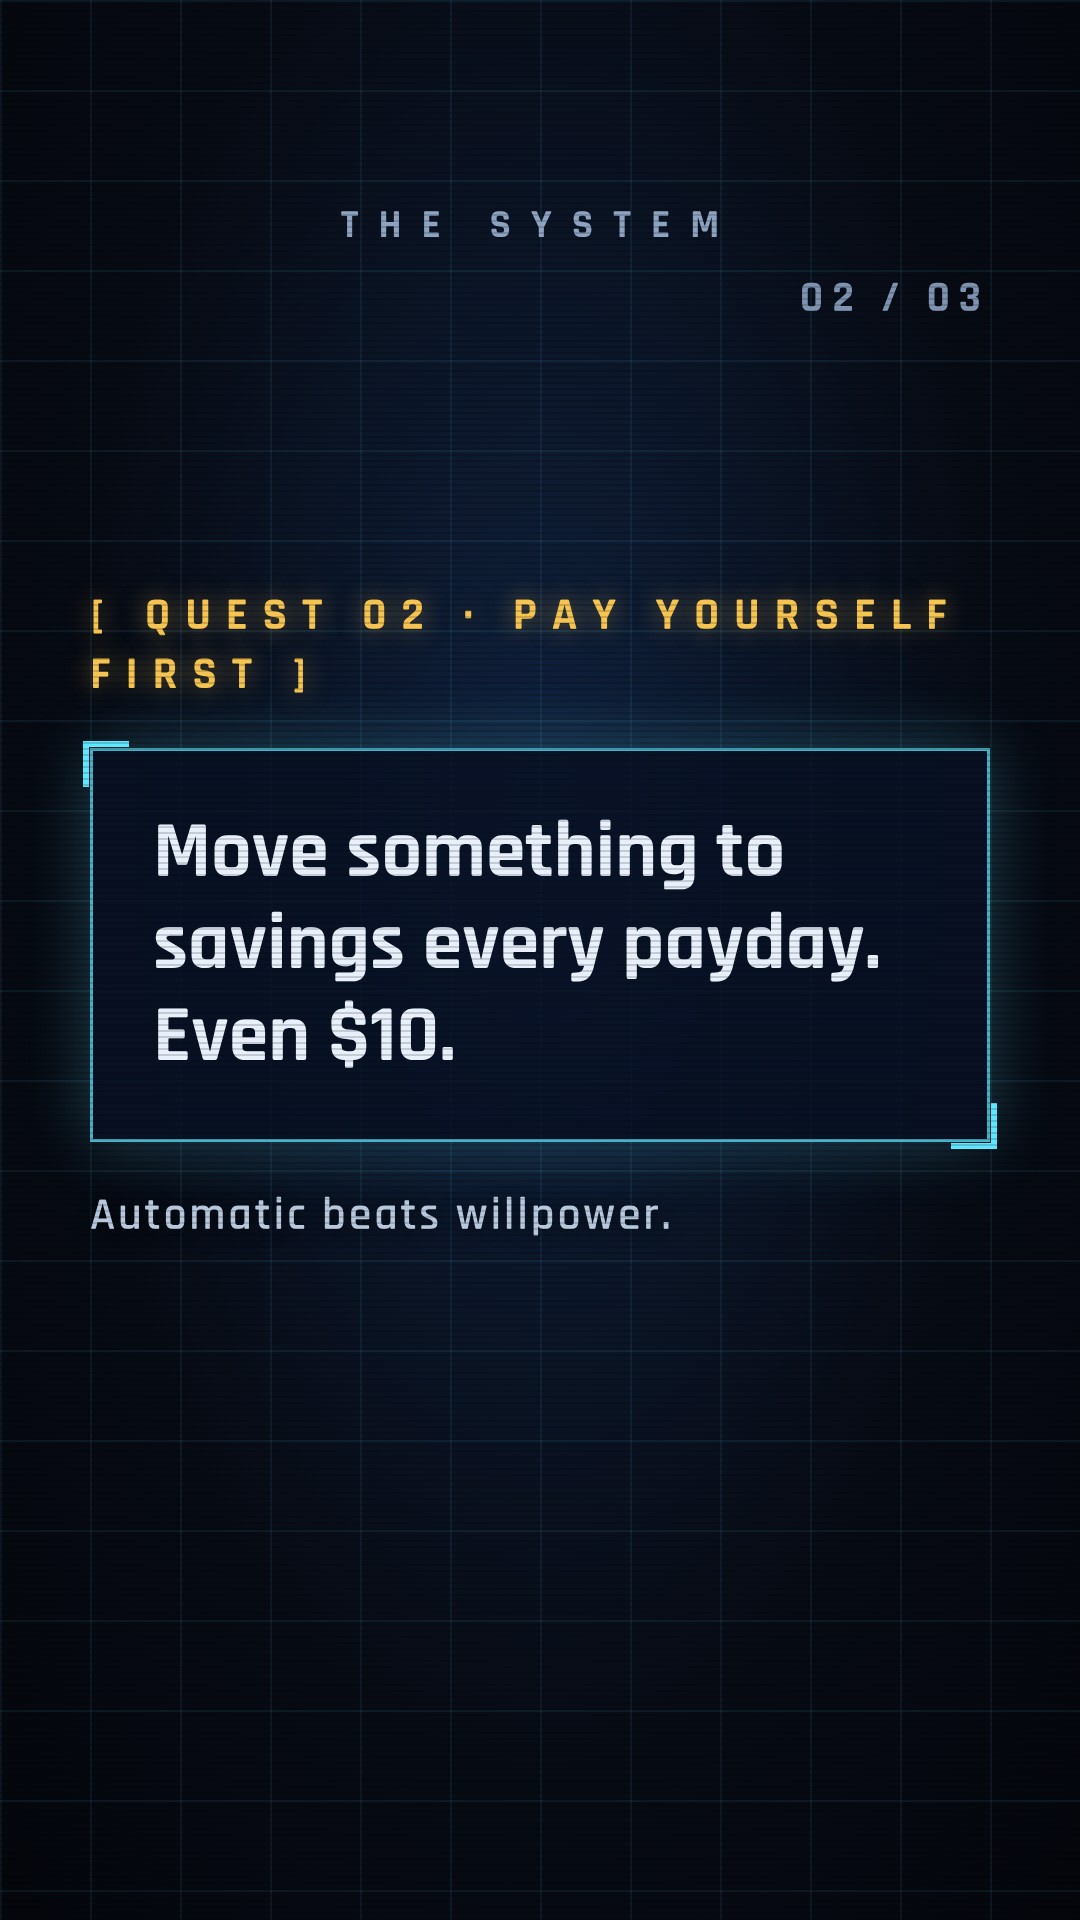 THE SYSTEM
02 / 03
[ QUEST 02 · PAY YOURSELF
FIRST ]
Move something to
savings every payday.
Even $10.
Automatic beats willpower.